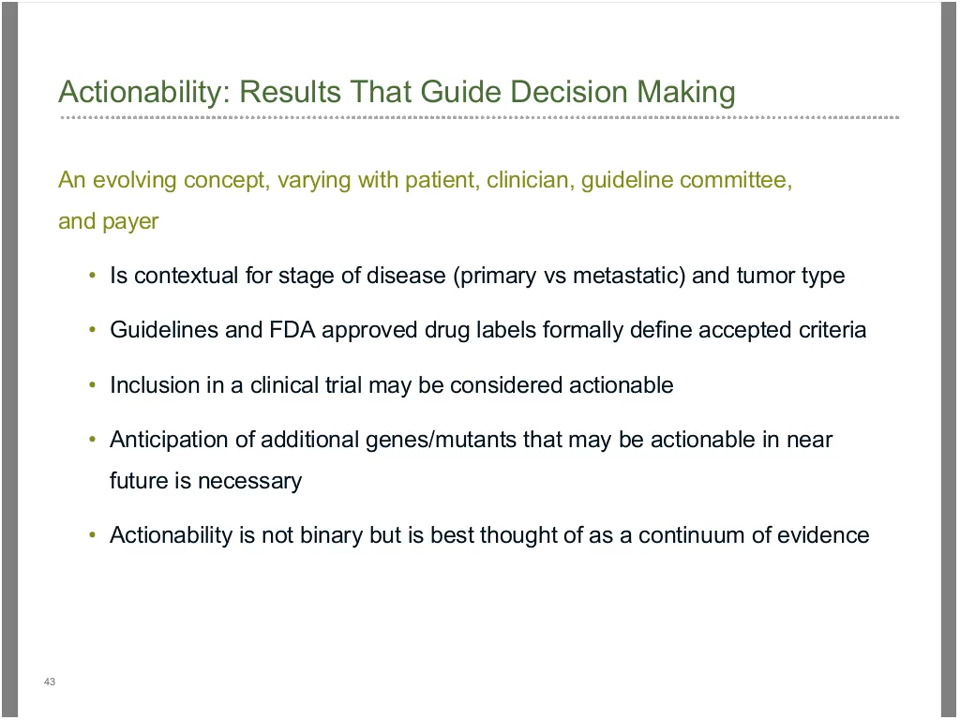 Actionability: Results That Guide Decision Making
An evolving concept, varying with patient, clinician, guideline committee,
and payer
• Is contextual for stage of disease (primary vs metastatic) and tumor type
• Guidelines and FDA approved drug labels formally define accepted criteria
• Inclusion in a clinical trial may be considered actionable
• Anticipation of additional genes/mutants that may be actionable in near
future is necessary
• Actionability is not binary but is best thought of as a continuum of evidence
43